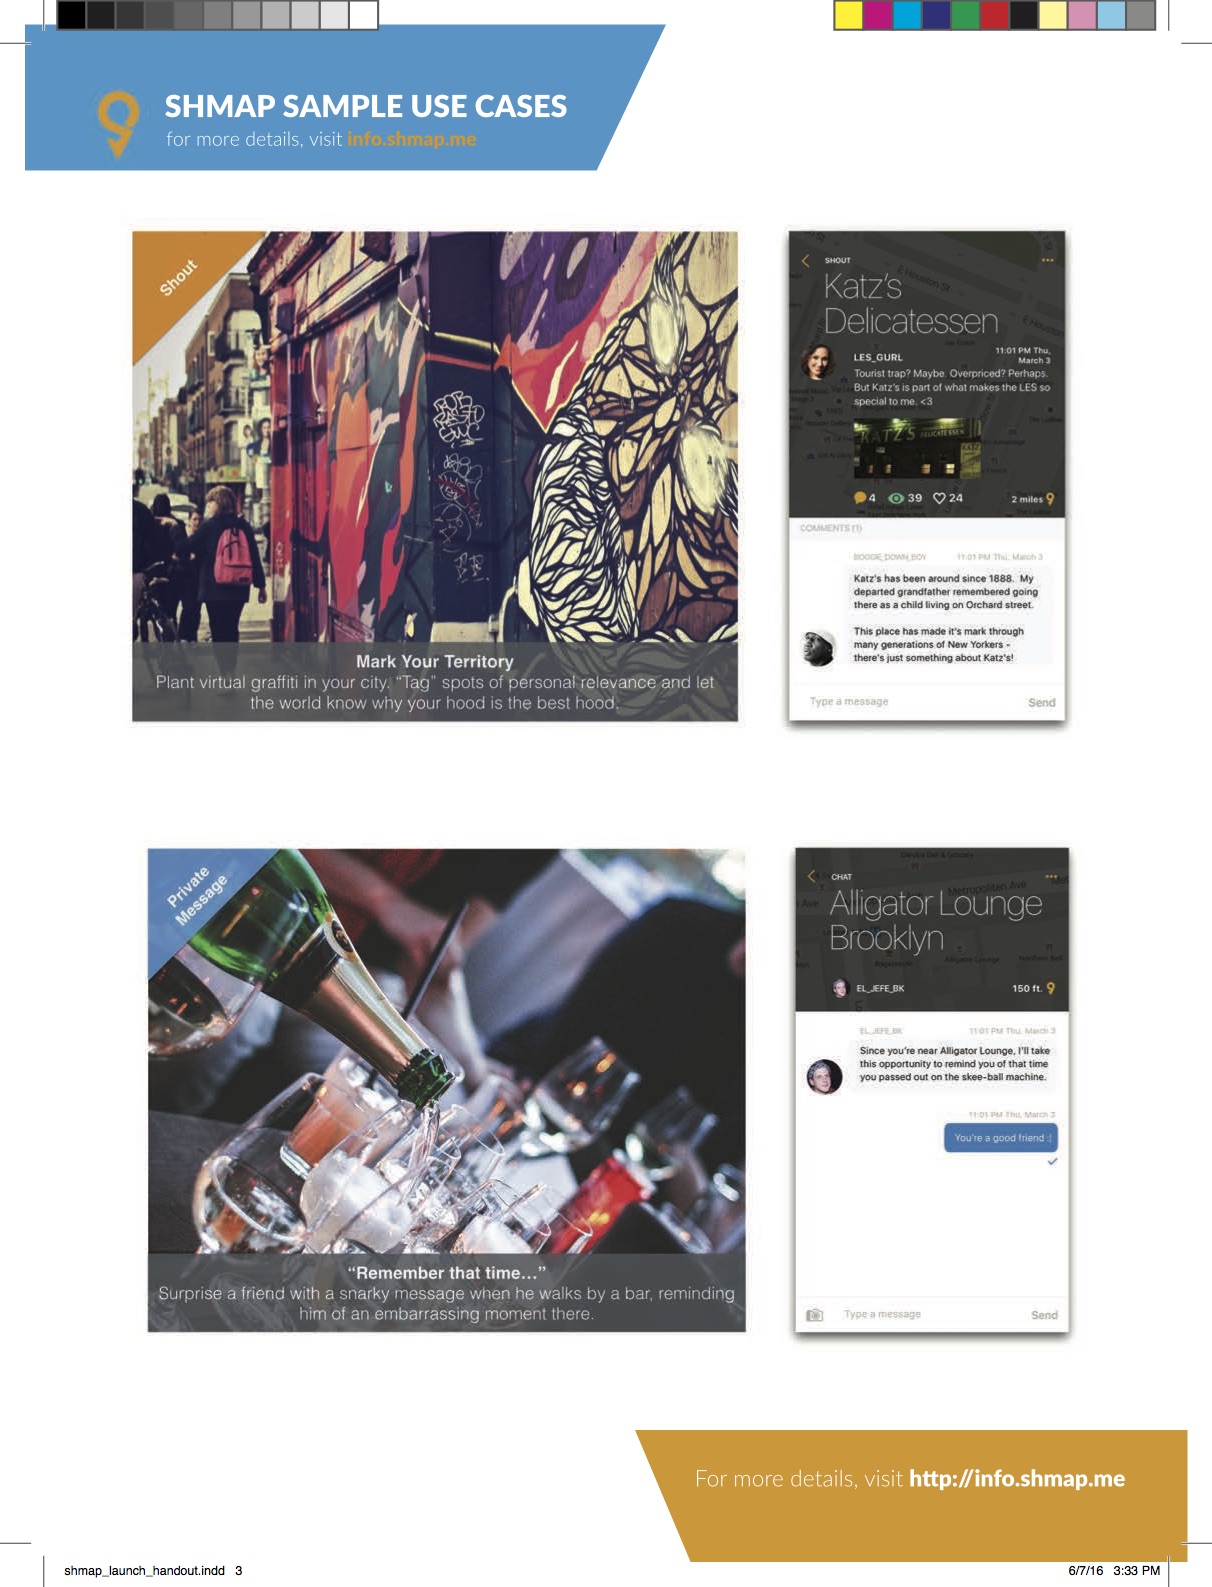 SHMAP SAMPLE USE CASES
for more details, visit info.shmap.me
Shout
Mark Your Territory
Plant virtual graffiti in your city. “Tag” spots of personal relevance and let
the world know why your hood is the best hood.
SHOUT
E Houston St
E Houston
Katz's
Delicatessen
LES_GURL
11:01 PM Thu,
March 3
Tourist trap? Maybe. Overpriced? Perhaps.
But Katz's is part of what makes the LES so
special to me. <3
KATZ'S DELICATESSEN
4 39 24
2 miles
COMMENTS (1)
BOOGIE_DOWN_BOY 11:01 PM Thu, March 3
Katz's has been around since 1888. My
departed grandfather remembered going
there as a child living on Orchard street.
This place has made it's mark through
many generations of New Yorkers -
there's just something about Katz's!
Type a message Send
Private
Message
“Remember that time...”
Surprise a friend with a snarky message when he walks by a bar, reminding
him of an embarrassing moment there.
CHAT
Metropolitan Ave
Alligator Lounge
Brooklyn
Alligator Lounge
EL_JEFE_BK 150 ft.
EL_JEFE_BK 11:01 PM Thu, March 3
Since you're near Alligator Lounge, I'll take
this opportunity to remind you of that time
you passed out on the skee-ball machine.
11:01 PM Thu, March 3
You're a good friend :|
Type a message Send
For more details, visit http://info.shmap.me
shmap_launch_handout.indd 3
6/7/16 3:33 PM